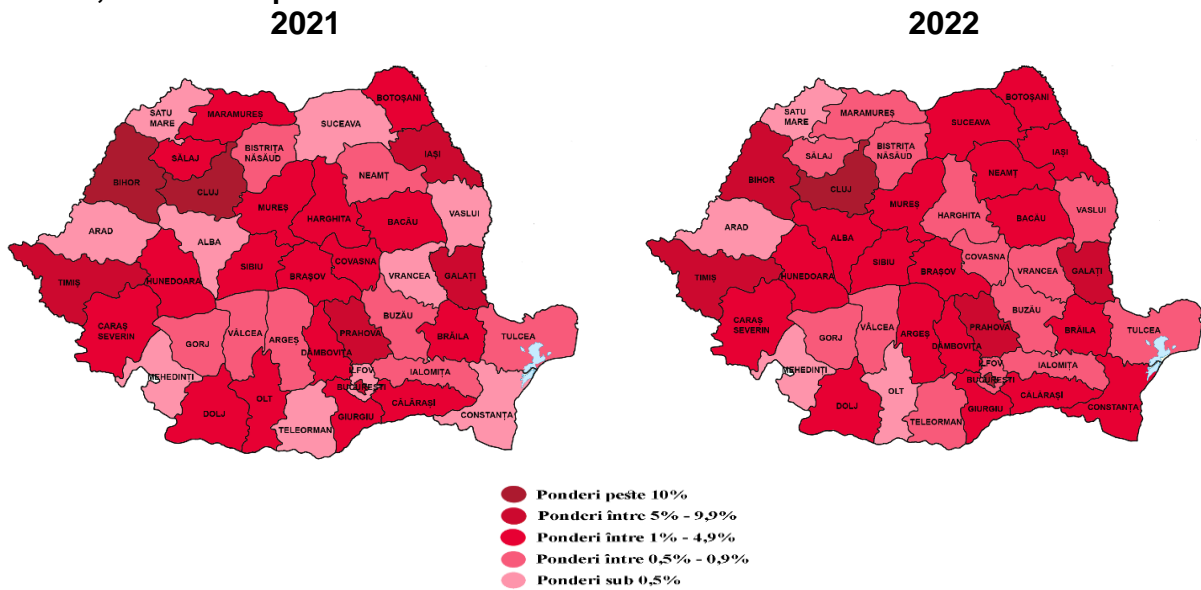 2021
2022
SATU
MARE
MARAMUREȘ
BOTOȘANI
SUCEAVA
SĂLAJ
BISTRIȚA
NĂSĂUD
IAȘI
BIHOR
CLUJ
NEAMȚ
MUREȘ
HARGHITA
BACĂU
VASLUI
ARAD
ALBA
TIMIȘ
HUNEDOARA
SIBIU
BRAȘOV
COVASNA
VRANCEA
GALAȚI
CARAȘ
SEVERIN
GORJ
VÂLCEA
ARGEȘ
PRAHOVA
BUZĂU
BRĂILA
TULCEA
DÂMBOVIȚA
MEHEDINȚI
ILFOV
BUCUREȘTI
IALOMIȚA
DOLJ
OLT
TELEORMAN
GIURGIU
CĂLĂRAȘI
CONSTANȚA
SATU
MARE
MARAMUREȘ
BOTOȘANI
SUCEAVA
SĂLAJ
BISTRIȚA
NĂSĂUD
IAȘI
BIHOR
CLUJ
NEAMȚ
MUREȘ
HARGHITA
BACĂU
VASLUI
ARAD
ALBA
TIMIȘ
HUNEDOARA
SIBIU
BRAȘOV
COVASNA
VRANCEA
GALAȚI
CARAȘ
SEVERIN
GORJ
VÂLCEA
ARGEȘ
PRAHOVA
BUZĂU
BRĂILA
TULCEA
DÂMBOVIȚA
MEHEDINȚI
ILFOV
BUCUREȘTI
IALOMIȚA
DOLJ
OLT
TELEORMAN
GIURGIU
CĂLĂRAȘI
CONSTANȚA
Ponderi peste 10%
Ponderi între 5% - 9,9%
Ponderi între 1% - 4,9%
Ponderi între 0,5% - 0,9%
Ponderi sub 0,5%